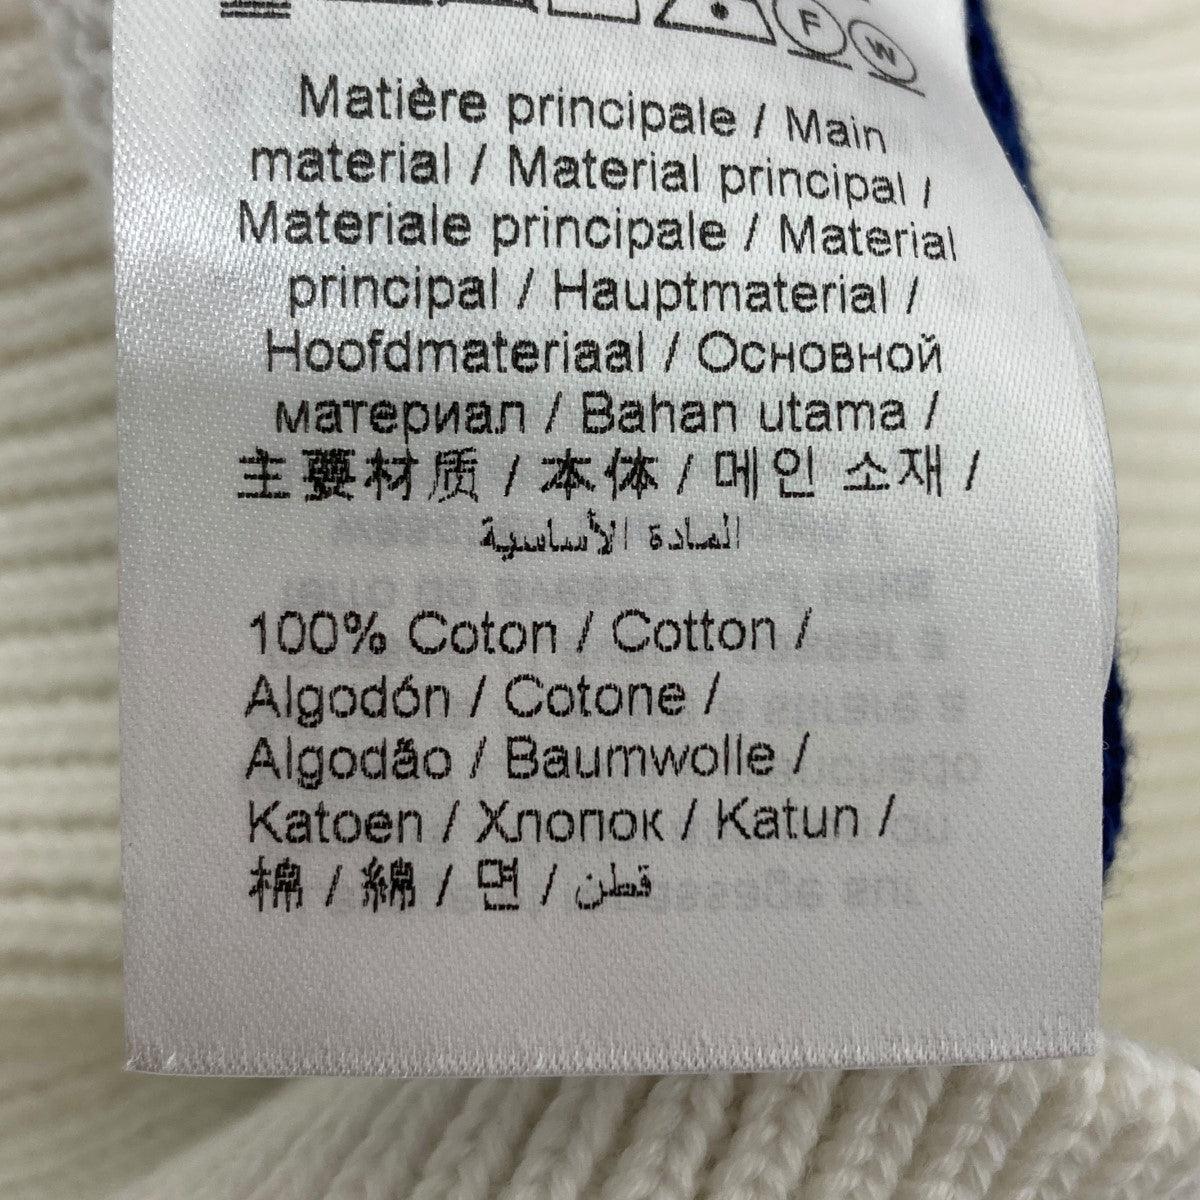 F W
Matière principale / Main
material / Material principal /
Materiale principale / Material
principal / Hauptmaterial /
Hoofdmateriaal / Основной
материал / Bahan utama /
主要材质 / 本体 / 메인 소재 /
المادة الأساسية
100% Coton / Cotton /
Algodón / Cotone /
Algodão / Baumwolle /
Katoen / Хлопок / Katun /
棉 / 綿 / 면 / قطن